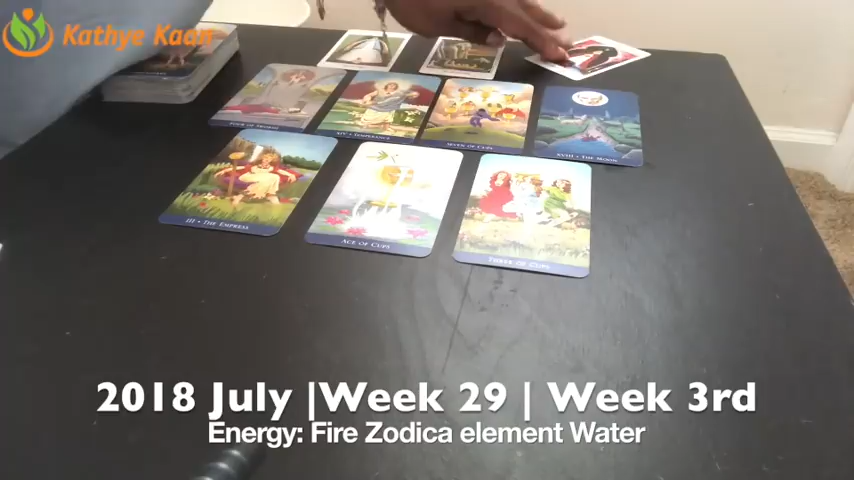 Kathye Kaan
XIV • TEMPERANCE
SEVEN OF CUPS
XVIII • THE MOON
III • THE EMPRESS
ACE OF CUPS
THREE OF CUPS
2018 July |Week 29 | Week 3rd
Energy: Fire Zodica element Water